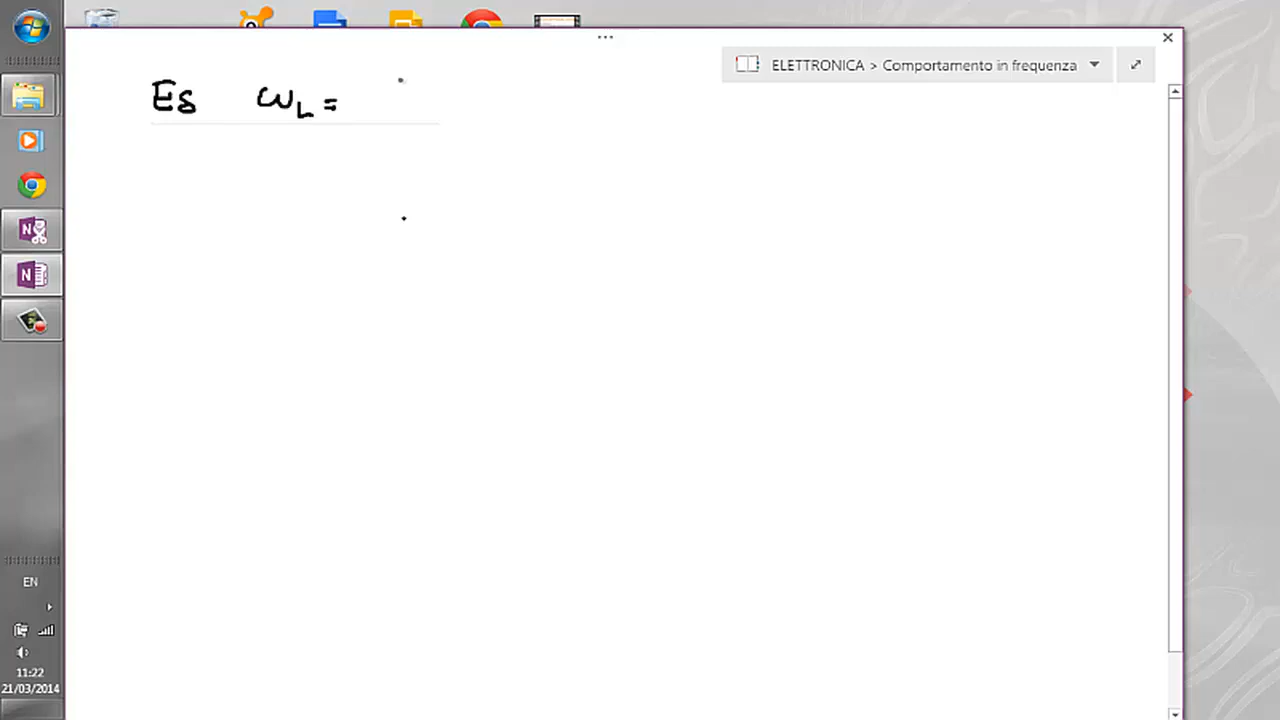 ELETTRONICA > Comportamento in frequenza
Es ωL =
EN
11:22
21/03/2014